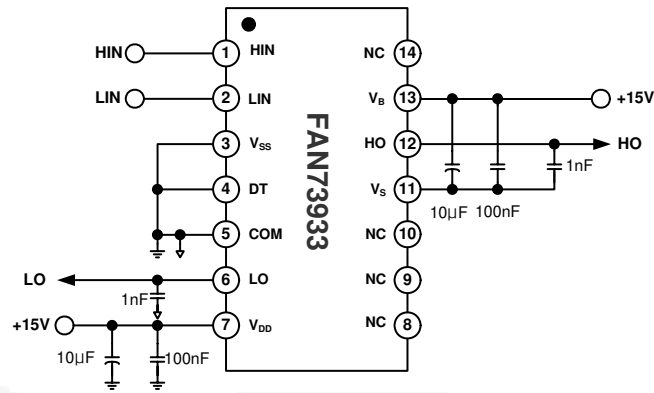 HIN 1 HIN
LIN 2 LIN
3 VSS
4 DT
5 COM
LO 6 LO
1nF
+15V 7 VDD
10μF 100nF
FAN73933
NC 14
VB 13 +15V
HO 12 HO
1nF
VS 11
10μF 100nF
NC 10
NC 9
NC 8